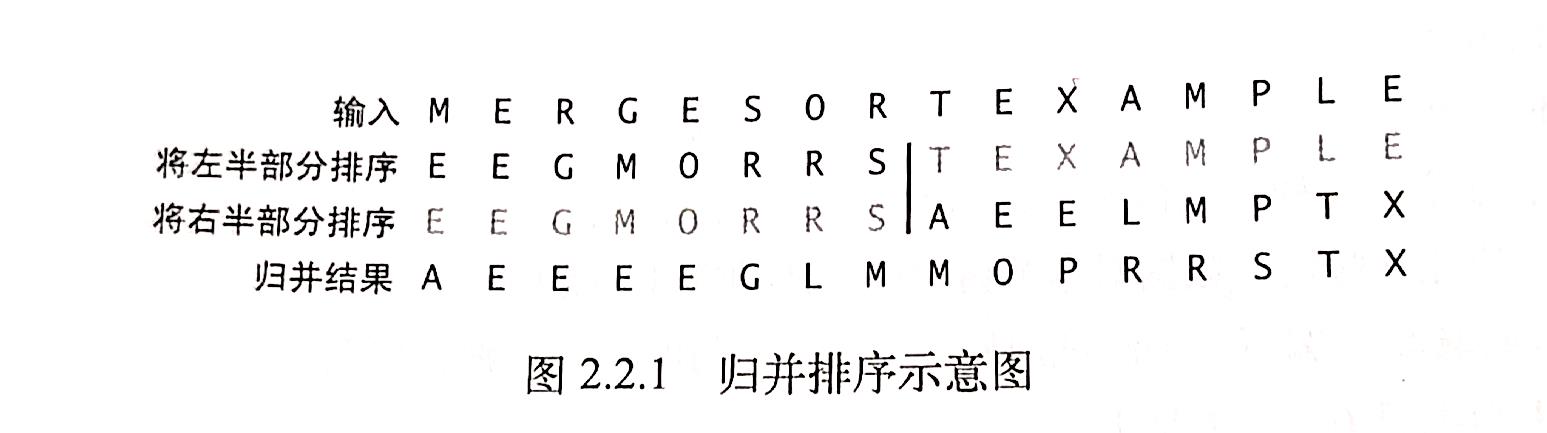 输入 M E R G E S O R T E X A M P L E
将左半部分排序 E E G M O R R S T E X A M P L E
将右半部分排序 E E G M O R R S A E E L M P T X
归并结果 A E E E E G L M M O P R R S T X
图 2.2.1 归并排序示意图